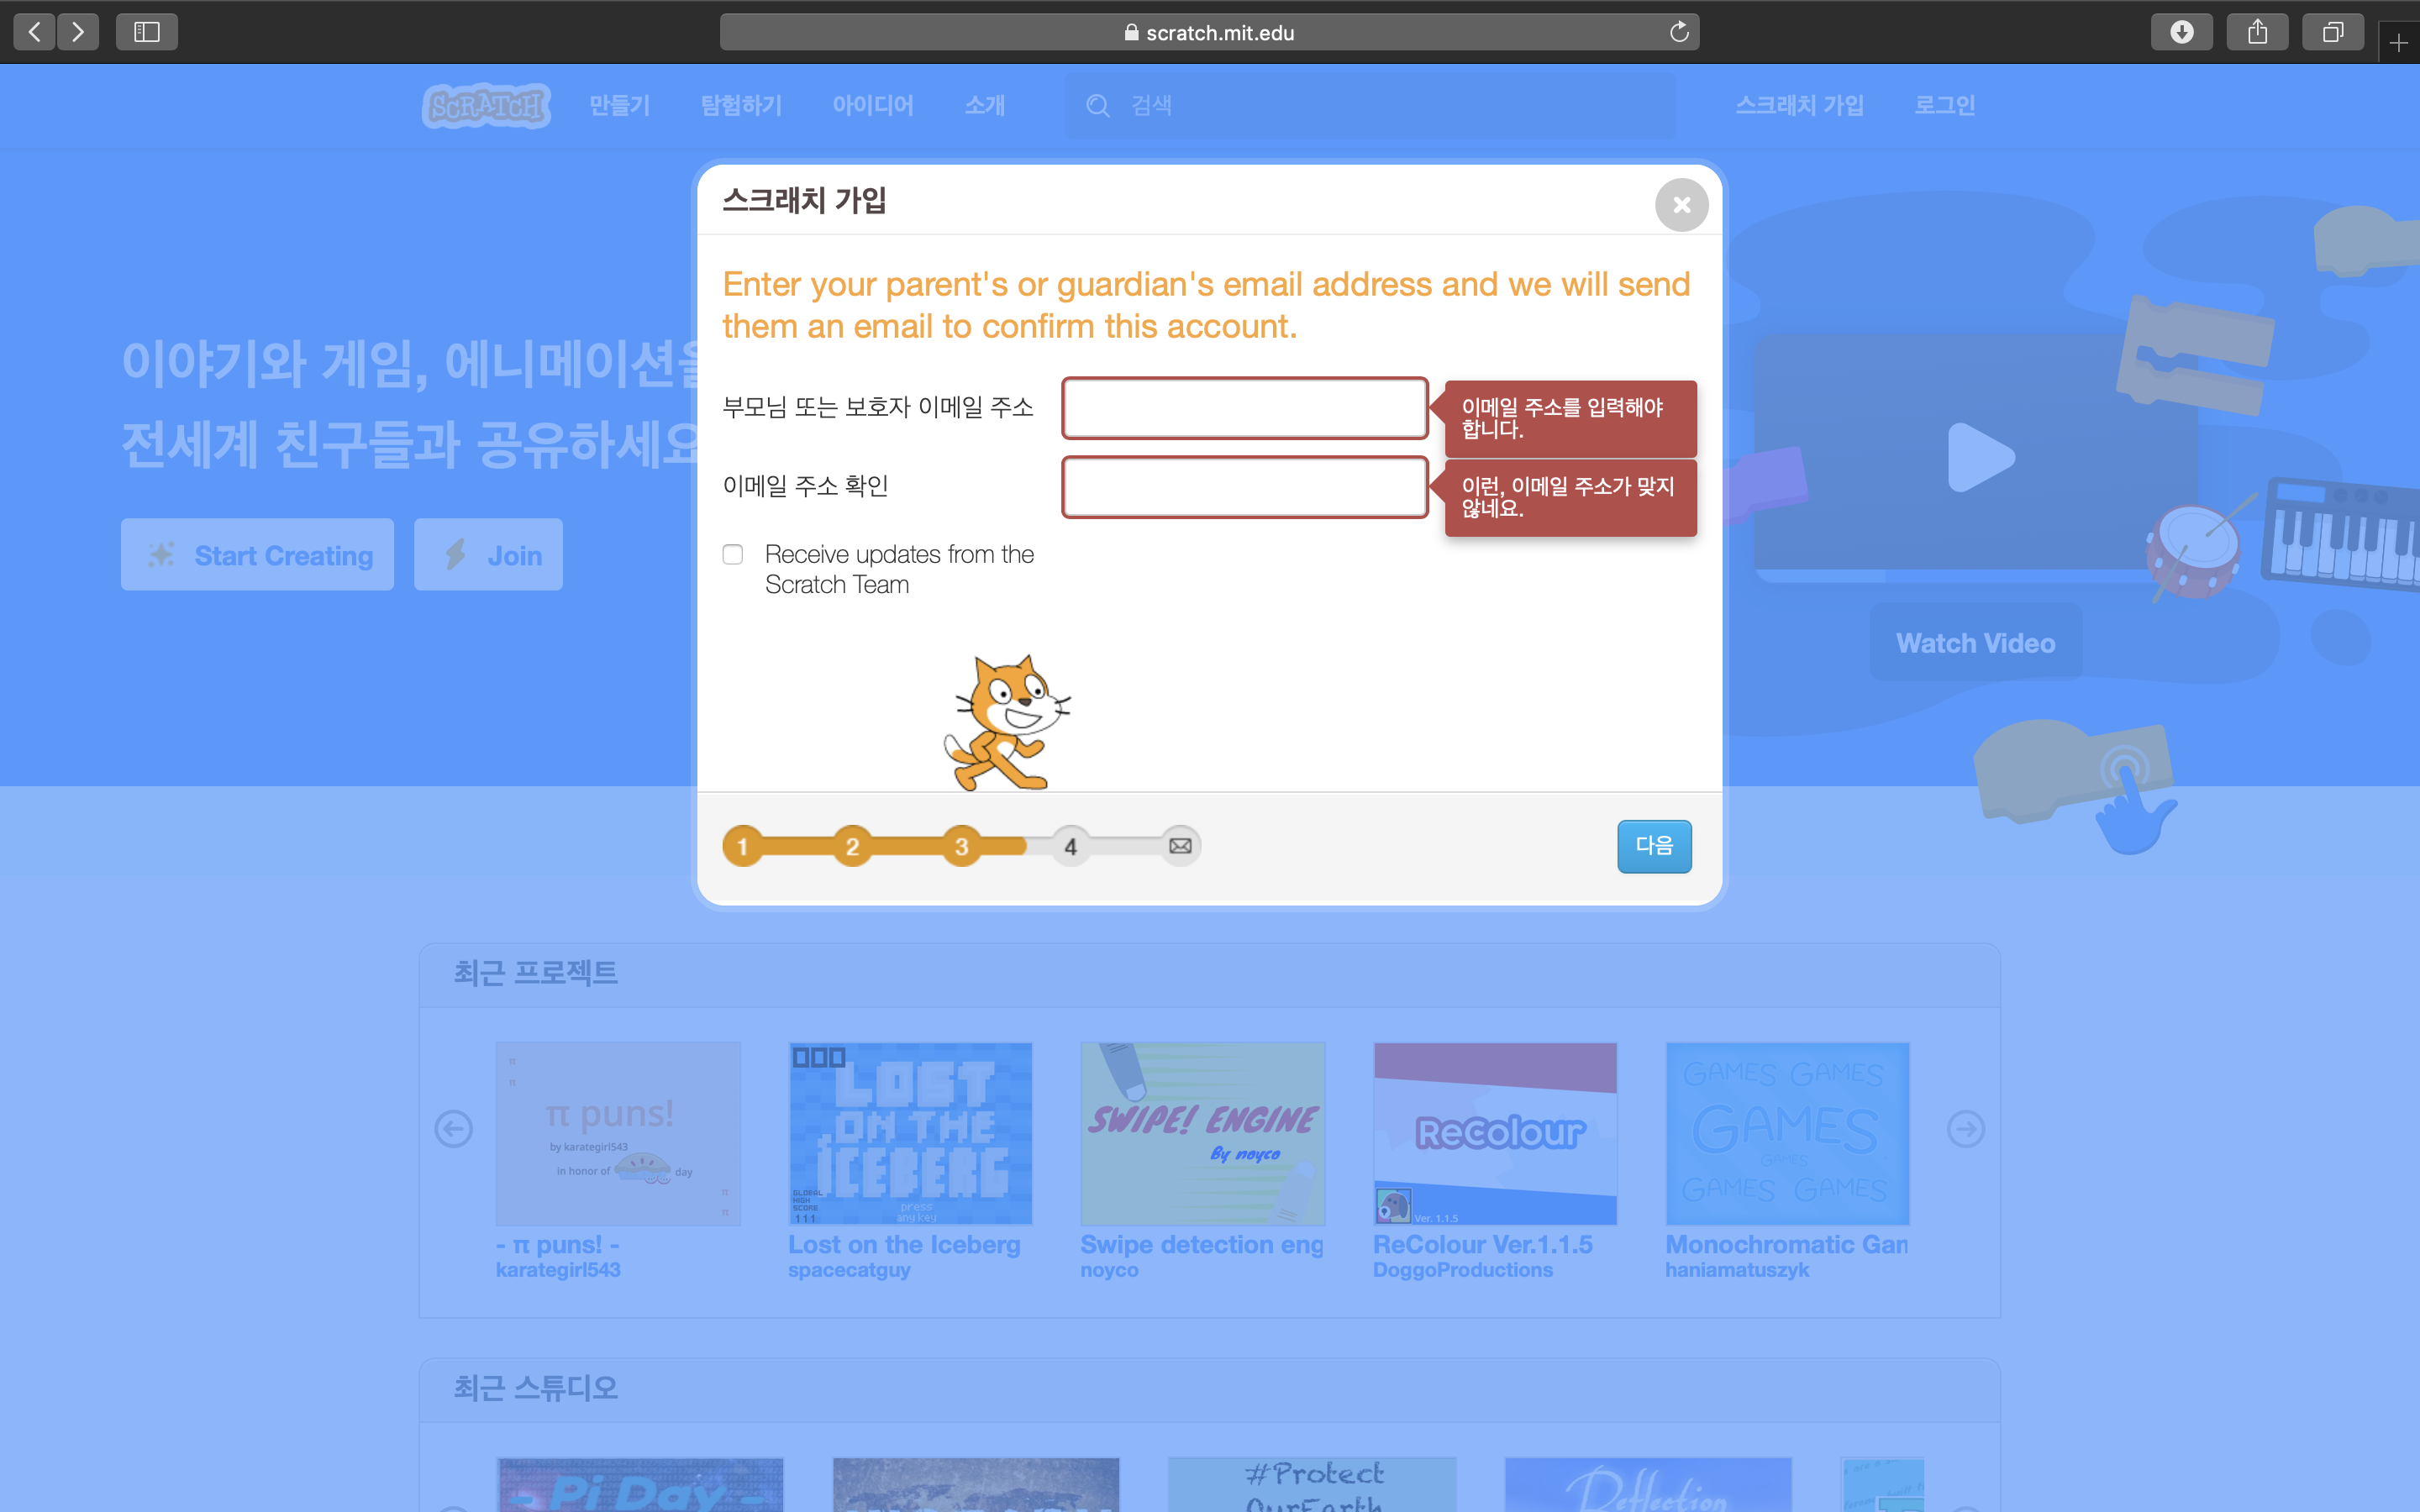 scratch.mit.edu
SCRATCH
만들기
탐험하기
아이디어
소개
검색
스크래치 가입
로그인
스크래치 가입
Enter your parent's or guardian's email address and we will send
them an email to confirm this account.
부모님 또는 보호자 이메일 주소
이메일 주소를 입력해야
합니다.
이메일 주소 확인
이런, 이메일 주소가 맞지
않네요.
Receive updates from the
Scratch Team
1
2
3
4
다음
이야기와 게임, 에니메이션을
전세계 친구들과 공유하세요
Start Creating
Join
Watch Video
최근 프로젝트
π puns!
by karategirl543
in honor of
day
LOST
ON THE
ICEBERG
GLOBAL
HIGH
SCORE
111
press
any key
SWIPE! ENGINE
By noyco
ReColour
Ver. 1.1.5
GAMES GAMES
GAMES
GAMES
GAMES GAMES
- π puns! -
karategirl543
Lost on the Iceberg
spacecatguy
Swipe detection eng
noyco
ReColour Ver.1.1.5
DoggoProductions
Monochromatic Gan
haniamatuszyk
최근 스튜디오
- Pi Day -
#Protect
OurEarth
Reflection